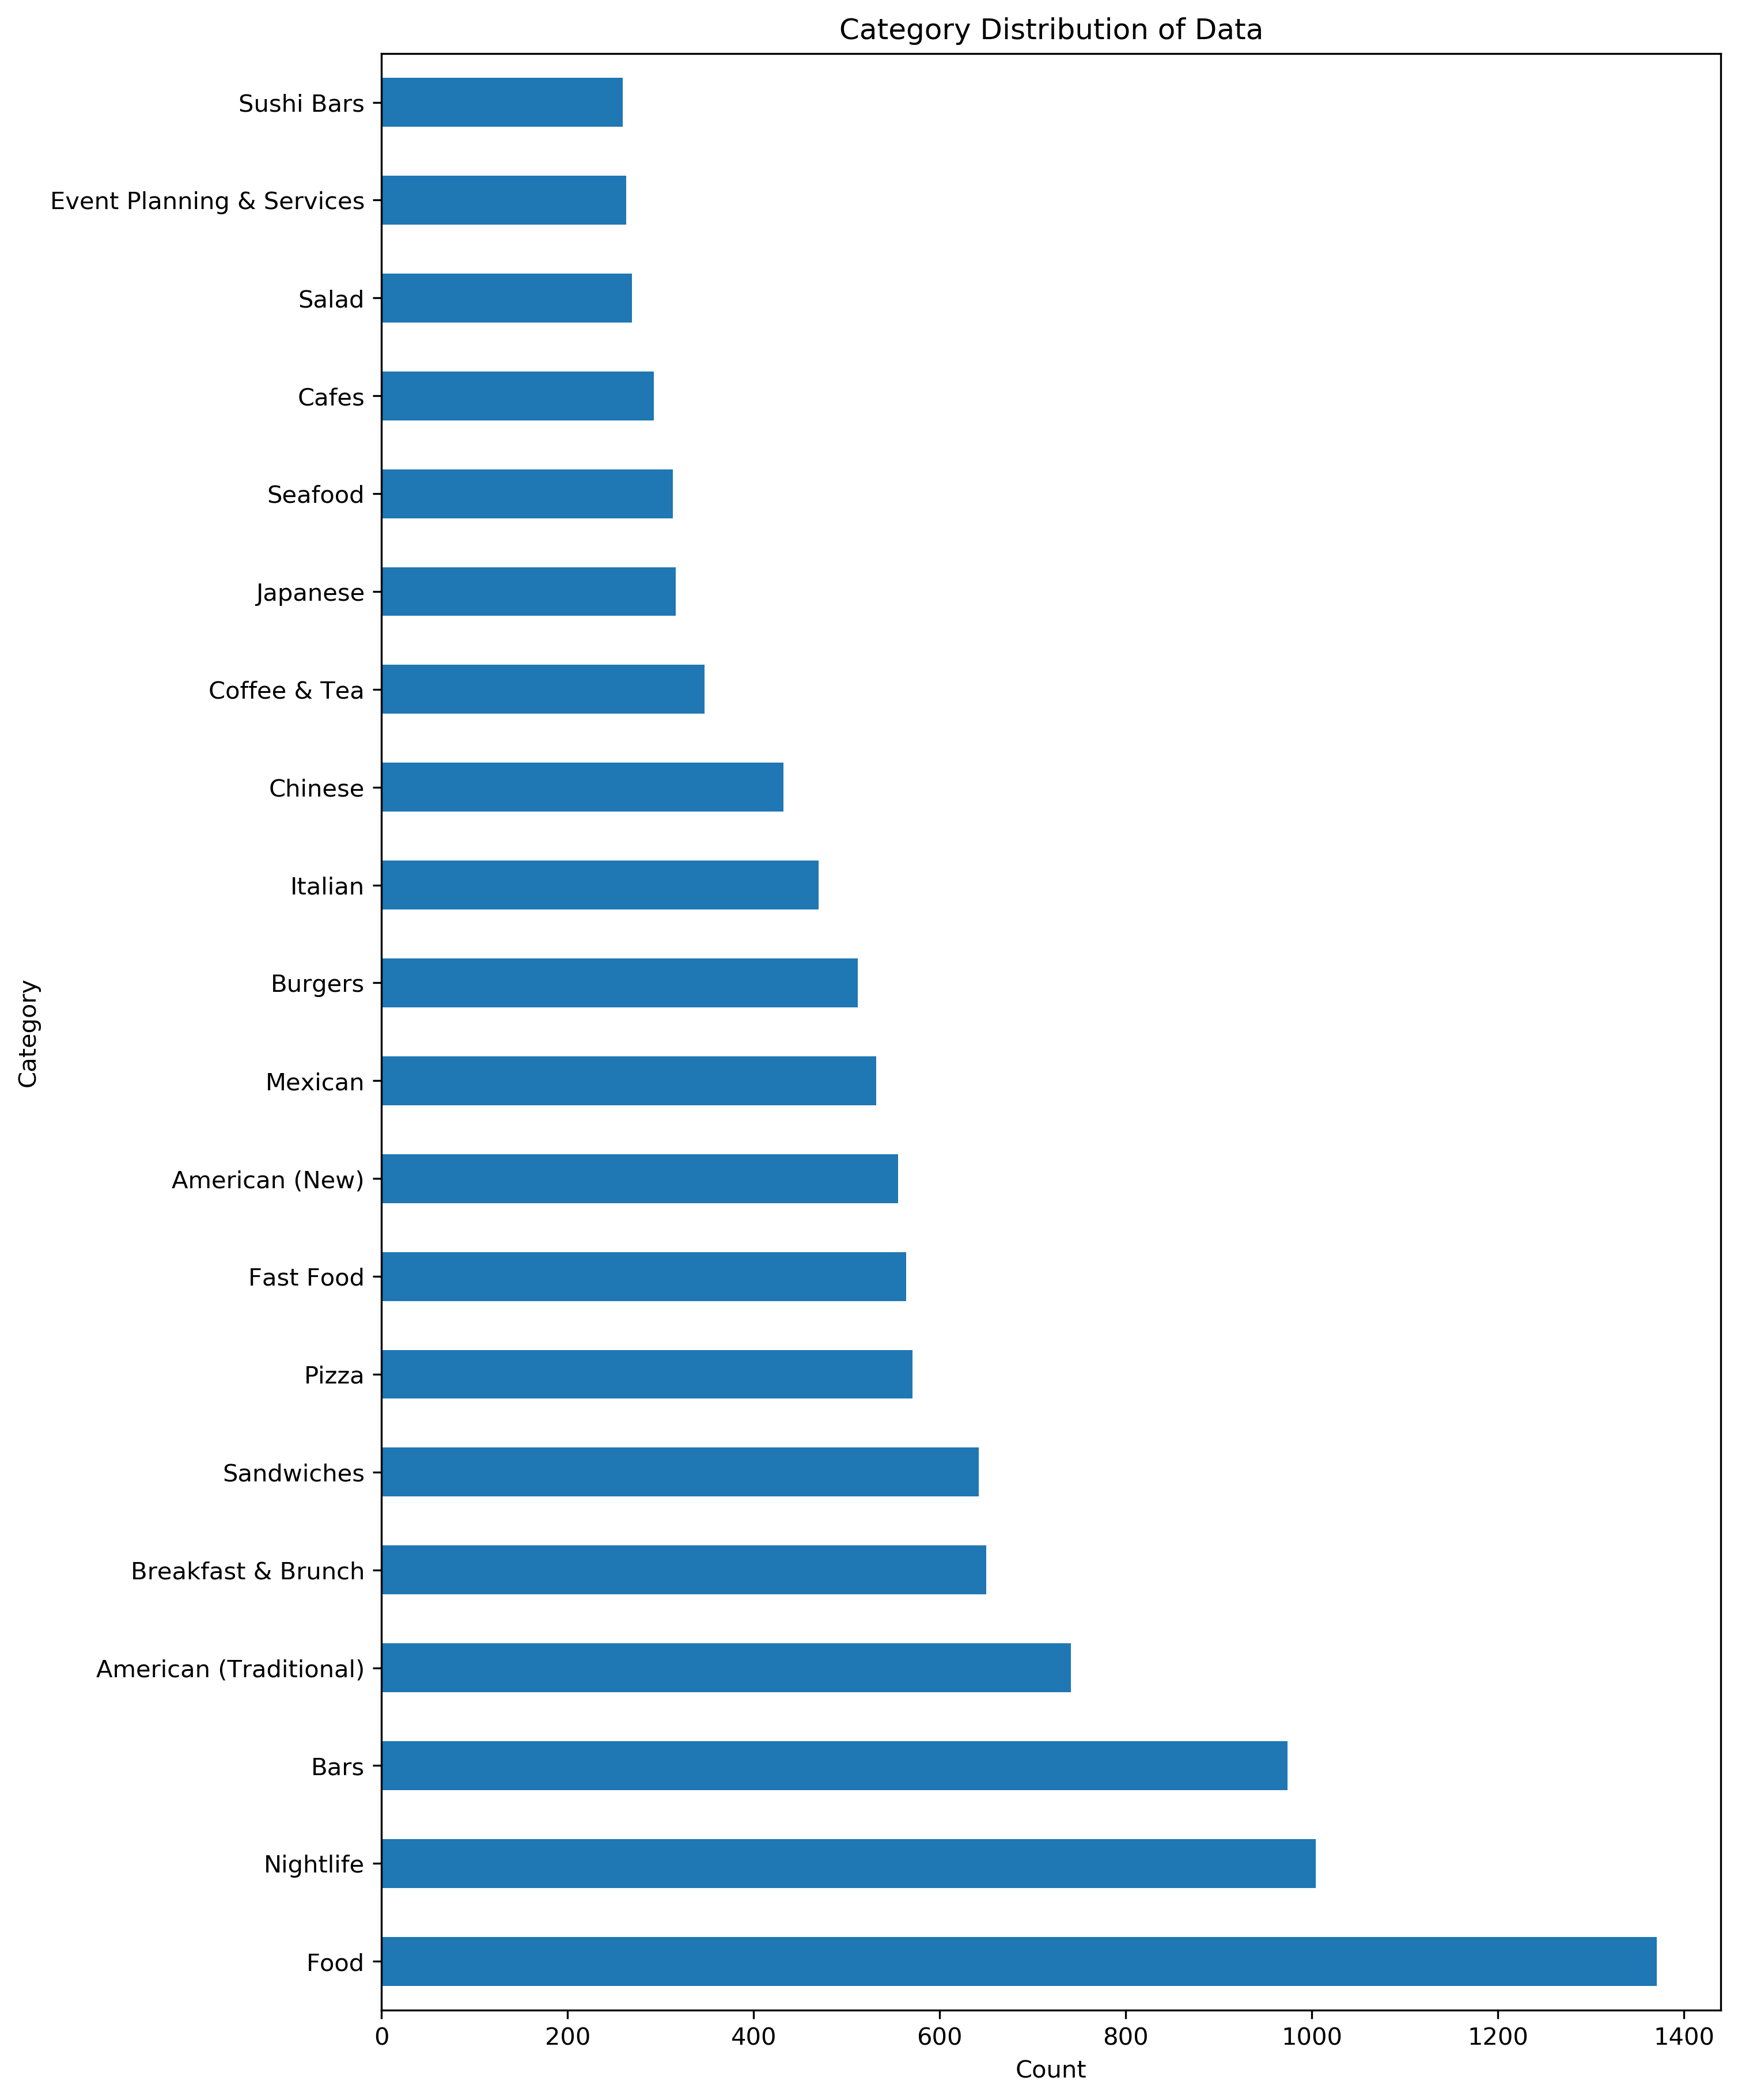 Category Distribution of Data
Sushi Bars
Event Planning & Services
Salad
Cafes
Seafood
Japanese
Coffee & Tea
Chinese
Italian
Burgers
Mexican
American (New)
Fast Food
Pizza
Sandwiches
Breakfast & Brunch
American (Traditional)
Bars
Nightlife
Food
Category
0 200 400 600 800 1000 1200 1400
Count